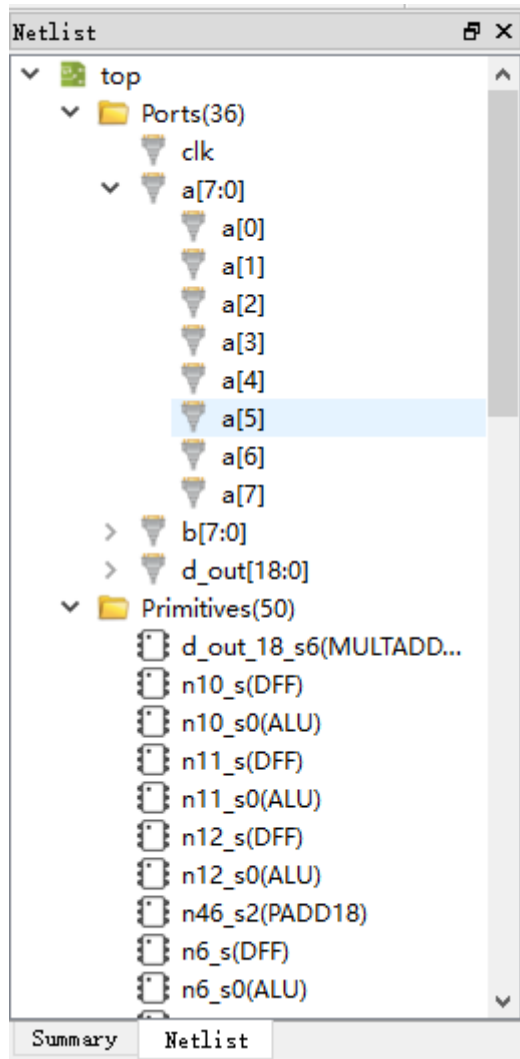 Netlist
top
Ports(36)
clk
a[7:0]
a[0]
a[1]
a[2]
a[3]
a[4]
a[5]
a[6]
a[7]
b[7:0]
d_out[18:0]
Primitives(50)
d_out_18_s6(MULTADD...
n10_s(DFF)
n10_s0(ALU)
n11_s(DFF)
n11_s0(ALU)
n12_s(DFF)
n12_s0(ALU)
n46_s2(PADD18)
n6_s(DFF)
n6_s0(ALU)
Summary Netlist